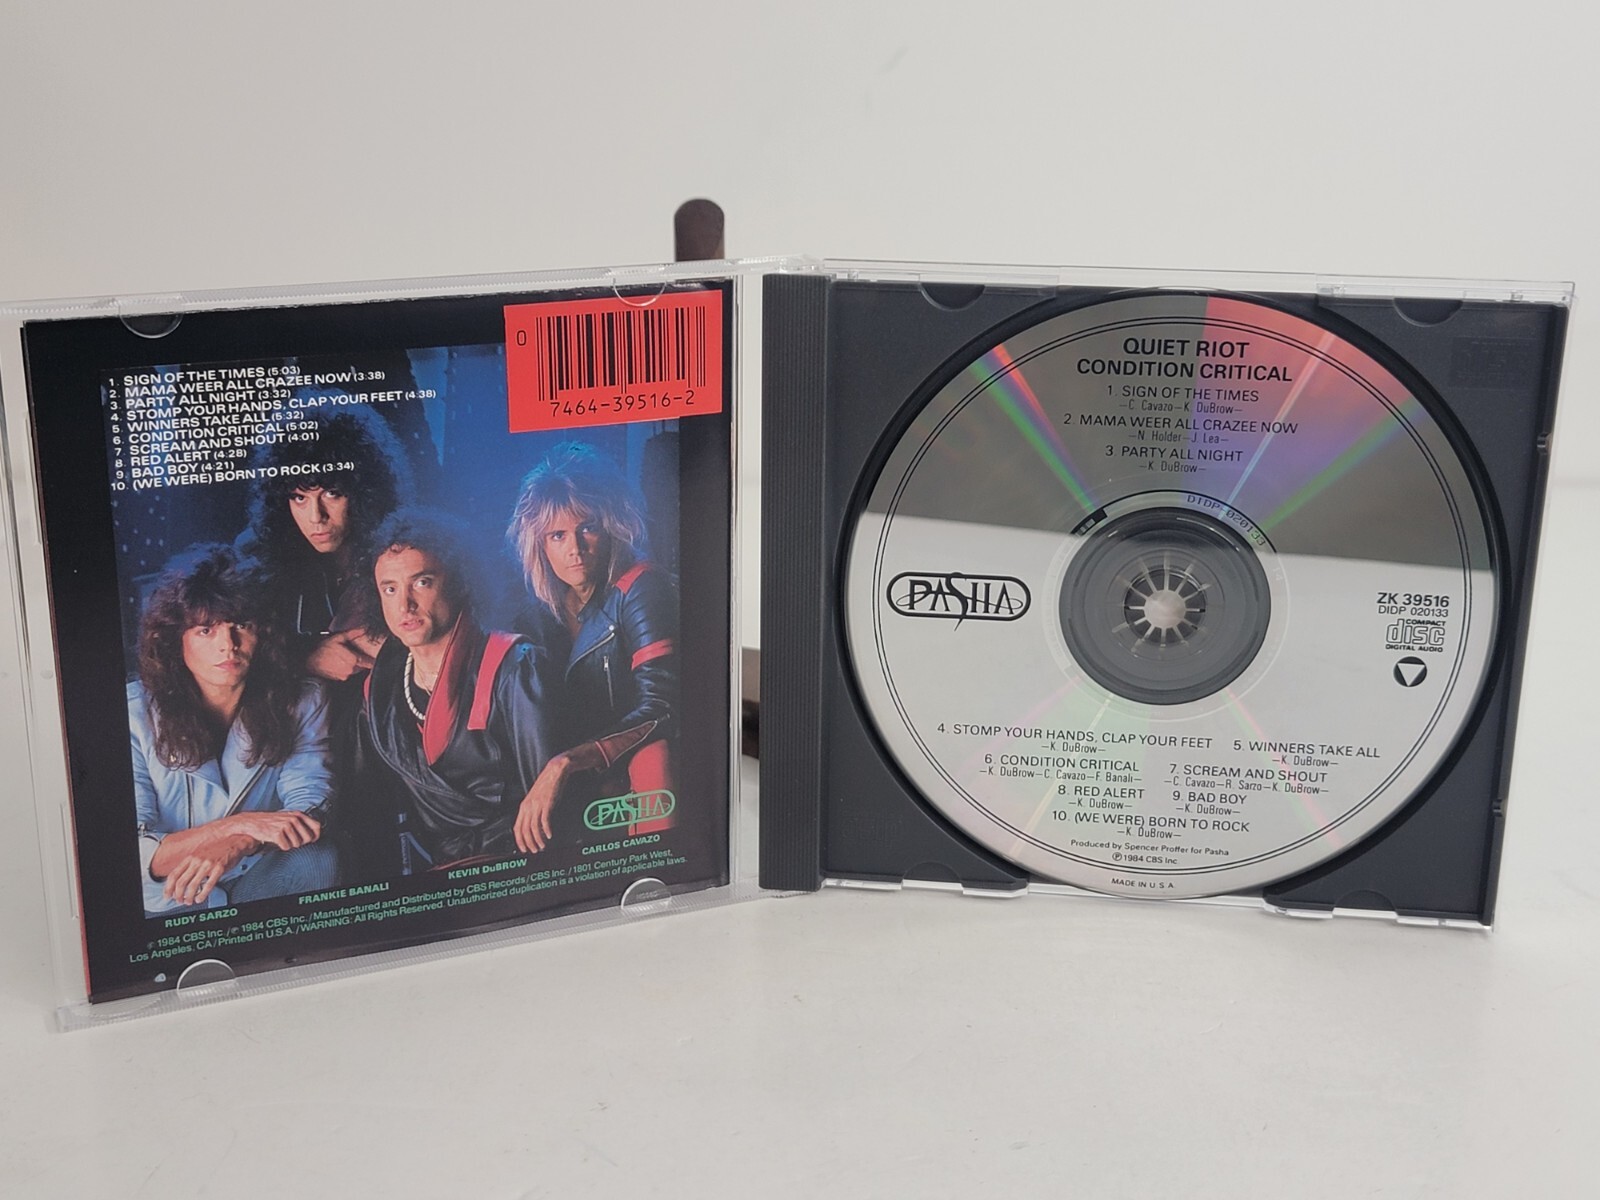 0
7464-39516-2
1. SIGN OF THE TIMES (5:03)
2. MAMA WEER ALL CRAZEE NOW (3:38)
3. PARTY ALL NIGHT (3:32)
4. STOMP YOUR HANDS, CLAP YOUR FEET (4:38)
5. WINNERS TAKE ALL (5:32)
6. CONDITION CRITICAL (5:02)
7. SCREAM AND SHOUT (4:01)
8. RED ALERT (4:28)
9. BAD BOY (4:21)
10. (WE WERE) BORN TO ROCK (3:34)
PASHA
RUDY SARZO
FRANKIE BANALI
KEVIN DuBROW
CARLOS CAVAZO
© 1984 CBS Inc. / ℗ 1984 CBS Inc. / Manufactured and Distributed by CBS Records / CBS Inc. / 1801 Century Park West,
Los Angeles, CA / Printed in U.S.A. / WARNING: All Rights Reserved. Unauthorized duplication is a violation of applicable laws.
QUIET RIOT
CONDITION CRITICAL
1. SIGN OF THE TIMES
—C. Cavazo—K. DuBrow—
2. MAMA WEER ALL CRAZEE NOW
—N. Holder—J. Lea—
3. PARTY ALL NIGHT
—K. DuBrow—
DIDP-020133
PASHA
ZK 39516
DIDP 020133
COMPACT
disc
DIGITAL AUDIO
4. STOMP YOUR HANDS, CLAP YOUR FEET 5. WINNERS TAKE ALL
—K. DuBrow— —K. DuBrow—
6. CONDITION CRITICAL 7. SCREAM AND SHOUT
—K. DuBrow—C. Cavazo—F. Banali— —C. Cavazo—R. Sarzo—K. DuBrow—
8. RED ALERT 9. BAD BOY
—K. DuBrow— —K. DuBrow—
10. (WE WERE) BORN TO ROCK
—K. DuBrow—
Produced by Spencer Proffer for Pasha
℗ 1984 CBS Inc.
MADE IN U.S.A.